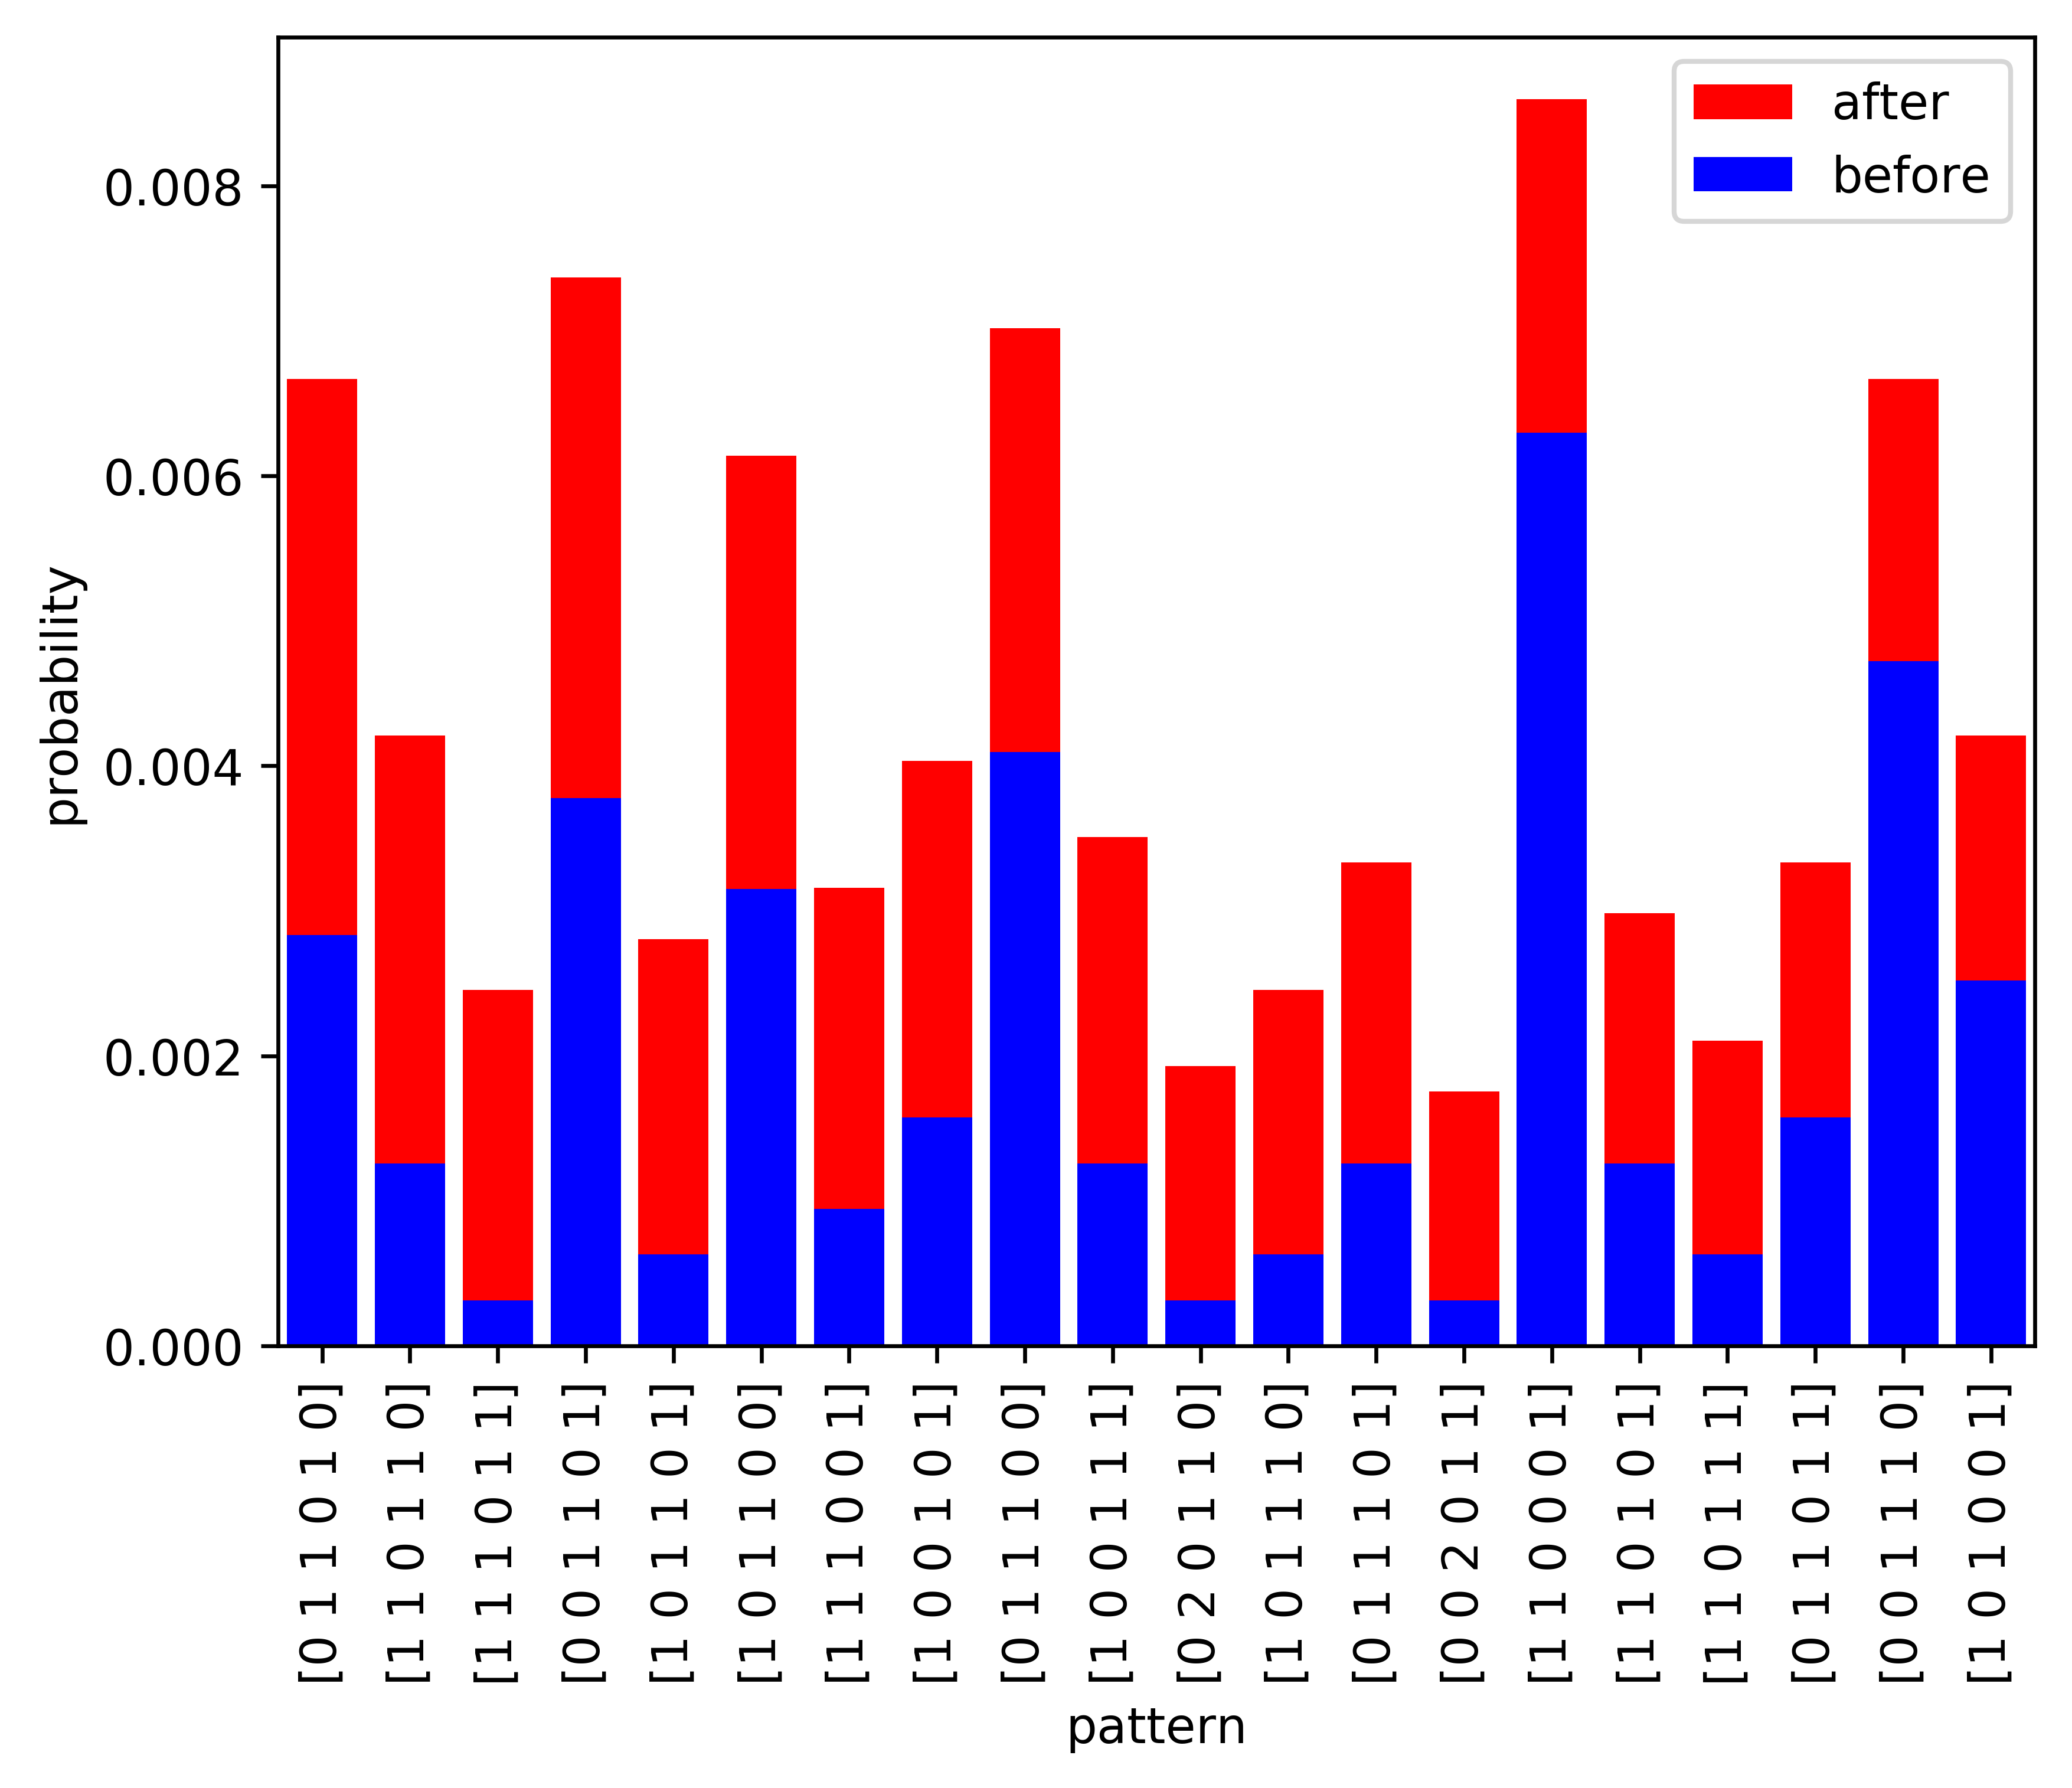 after
before
0.008
0.006
0.004
0.002
0.000
probability
[0 1 1 0 1 0]
[1 1 0 1 1 0]
[1 1 1 0 1 1]
[0 0 1 1 0 1]
[1 0 1 1 0 1]
[1 0 1 1 0 0]
[1 1 1 0 0 1]
[1 0 0 1 0 1]
[0 1 1 1 0 0]
[1 0 0 1 1 1]
[0 2 0 1 1 0]
[1 0 1 1 1 0]
[0 1 1 1 0 1]
[0 0 2 0 1 1]
[1 1 0 0 0 1]
[1 1 0 1 0 1]
[1 1 0 1 1 1]
[0 1 1 0 1 1]
[0 0 1 1 1 0]
[1 0 1 0 0 1]
pattern